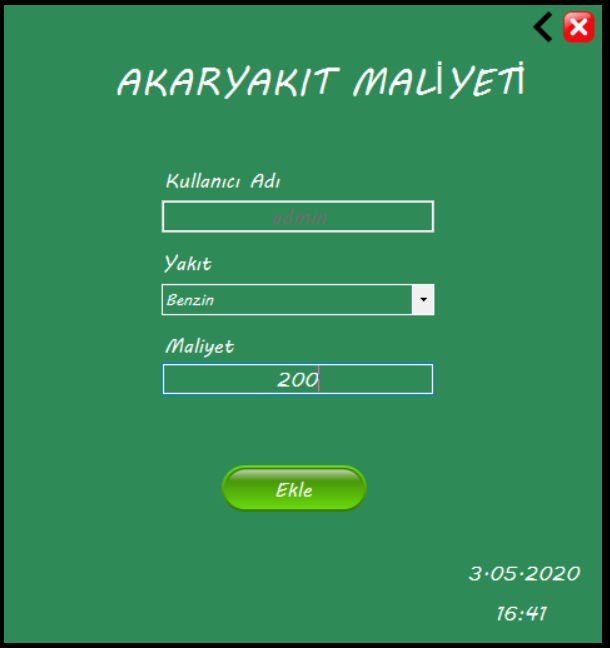 AKARYAKIT MALİYETİ
Kullanıcı Adı
admin
Yakıt
Benzin
Maliyet
200
Ekle
3.05.2020
16:41